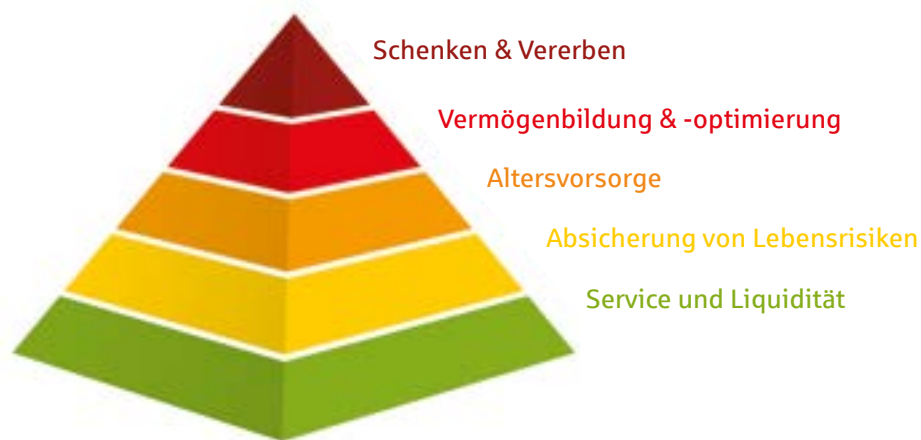 Schenken & Vererben
Vermögenbildung & -optimierung
Altersvorsorge
Absicherung von Lebensrisiken
Service und Liquidität